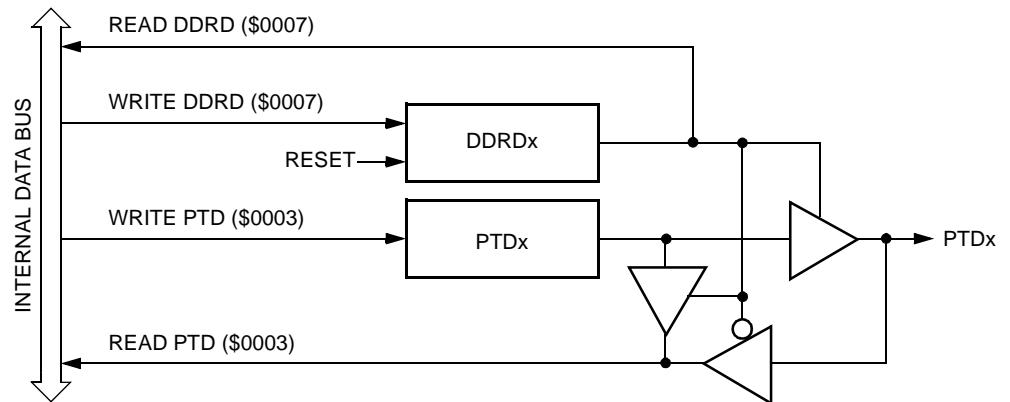 READ DDRD ($0007)
WRITE DDRD ($0007)
DDRDx
RESET
WRITE PTD ($0003)
PTDx
PTDx
READ PTD ($0003)
INTERNAL DATA BUS